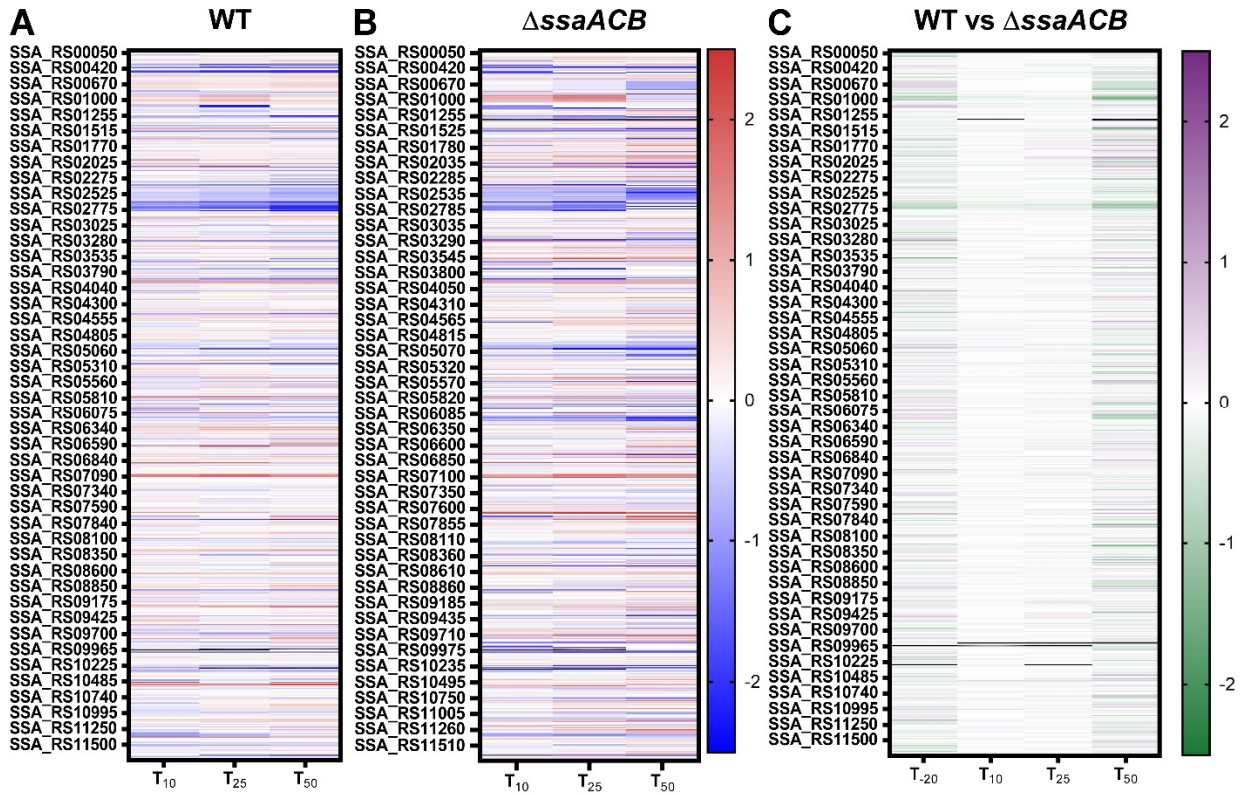 A WT
SSA_RS00050
SSA_RS00420
SSA_RS00670
SSA_RS01000
SSA_RS01255
SSA_RS01515
SSA_RS01770
SSA_RS02025
SSA_RS02275
SSA_RS02525
SSA_RS02775
SSA_RS03025
SSA_RS03280
SSA_RS03535
SSA_RS03790
SSA_RS04040
SSA_RS04300
SSA_RS04555
SSA_RS04805
SSA_RS05060
SSA_RS05310
SSA_RS05560
SSA_RS05810
SSA_RS06075
SSA_RS06340
SSA_RS06590
SSA_RS06840
SSA_RS07090
SSA_RS07340
SSA_RS07590
SSA_RS07840
SSA_RS08100
SSA_RS08350
SSA_RS08600
SSA_RS08850
SSA_RS09175
SSA_RS09425
SSA_RS09700
SSA_RS09965
SSA_RS10225
SSA_RS10485
SSA_RS10740
SSA_RS10995
SSA_RS11250
SSA_RS11500
T10 T25 T50
B ΔssaACB
SSA_RS00050
SSA_RS00420
SSA_RS00670
SSA_RS01000
SSA_RS01255
SSA_RS01525
SSA_RS01780
SSA_RS02035
SSA_RS02285
SSA_RS02535
SSA_RS02785
SSA_RS03035
SSA_RS03290
SSA_RS03545
SSA_RS03800
SSA_RS04050
SSA_RS04310
SSA_RS04565
SSA_RS04815
SSA_RS05070
SSA_RS05320
SSA_RS05570
SSA_RS05820
SSA_RS06085
SSA_RS06350
SSA_RS06600
SSA_RS06850
SSA_RS07100
SSA_RS07350
SSA_RS07600
SSA_RS07855
SSA_RS08110
SSA_RS08360
SSA_RS08610
SSA_RS08860
SSA_RS09185
SSA_RS09435
SSA_RS09710
SSA_RS09975
SSA_RS10235
SSA_RS10495
SSA_RS10750
SSA_RS11005
SSA_RS11260
SSA_RS11510
T10 T25 T50
2
1
0
-1
-2
C WT vs ΔssaACB
SSA_RS00050
SSA_RS00420
SSA_RS00670
SSA_RS01000
SSA_RS01255
SSA_RS01515
SSA_RS01770
SSA_RS02025
SSA_RS02275
SSA_RS02525
SSA_RS02775
SSA_RS03025
SSA_RS03280
SSA_RS03535
SSA_RS03790
SSA_RS04040
SSA_RS04300
SSA_RS04555
SSA_RS04805
SSA_RS05060
SSA_RS05310
SSA_RS05560
SSA_RS05810
SSA_RS06075
SSA_RS06340
SSA_RS06590
SSA_RS06840
SSA_RS07090
SSA_RS07340
SSA_RS07590
SSA_RS07840
SSA_RS08100
SSA_RS08350
SSA_RS08600
SSA_RS08850
SSA_RS09175
SSA_RS09425
SSA_RS09700
SSA_RS09965
SSA_RS10225
SSA_RS10485
SSA_RS10740
SSA_RS10995
SSA_RS11250
SSA_RS11500
T-20 T10 T25 T50
2
1
0
-1
-2